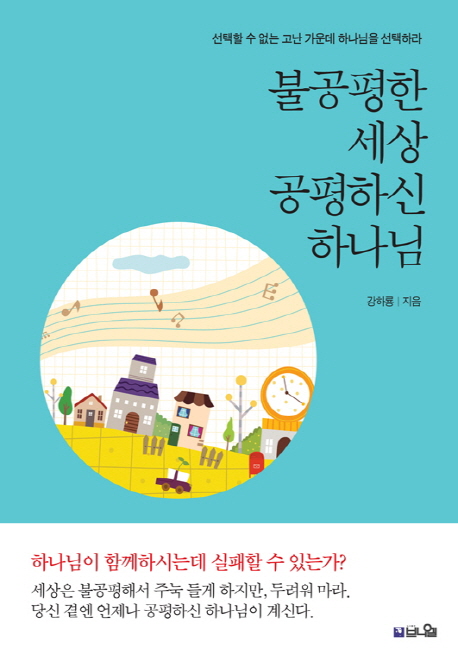 선택할 수 없는 고난 가운데 하나님을 선택하라
불공평한
세상
공평하신
하나님
강하룡 | 지음
하나님이 함께하시는데 실패할 수 있는가?
세상은 불공평해서 주눅 들게 하지만, 두려워 마라.
당신 곁엔 언제나 공평하신 하나님이 계신다.
브니엘